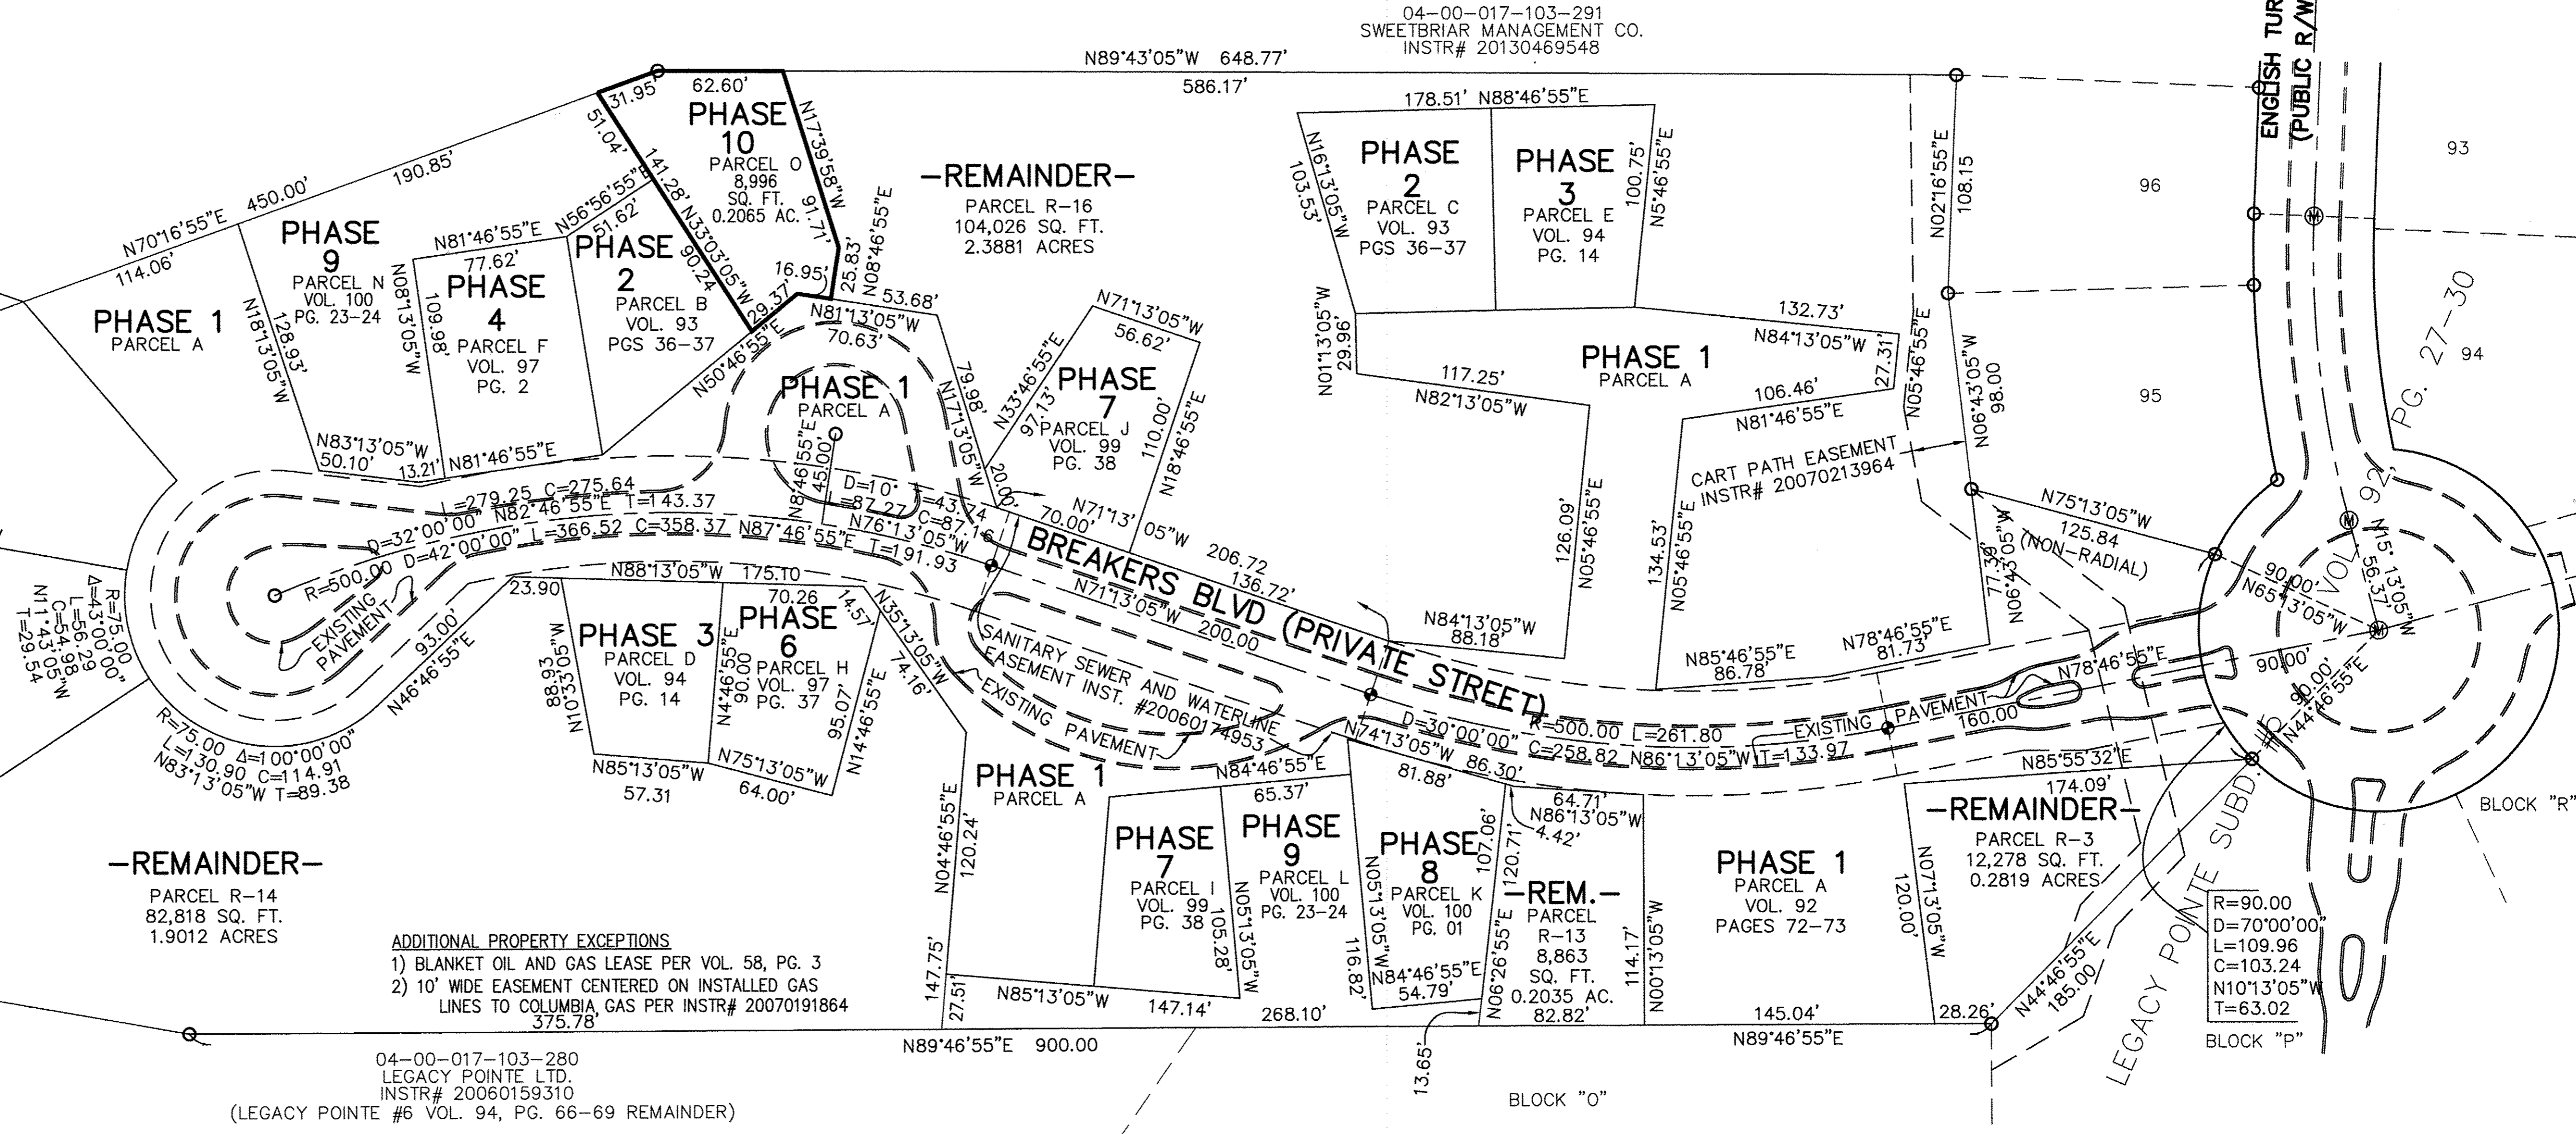 04-00-017-103-291
SWEETBRIAR MANAGEMENT CO.
INSTR# 20130469548
N89°43'05"W 648.77'
586.17'
ENGLISH TUR
(PUBLIC R/W
31.95'
62.60'
PHASE
10
PARCEL O
8,996
SQ. FT.
0.2065 AC.
51.04'
141.28' N33°03'05"W
90.24
N17°39'58"W
91.71'
25.83'
N08°46'55"E
16.95'
29.37'
N50°46'55"E
N81°13'05"W
53.68'
70.63'
-REMAINDER-
PARCEL R-16
104,026 SQ. FT.
2.3881 ACRES
178.51' N88°46'55"E
N16°13'05"W
103.53'
PHASE
2
PARCEL C
VOL. 93
PGS 36-37
PHASE
3
PARCEL E
VOL. 94
PG. 14
100.75'
N5°46'55"E
N02°16'55"E
108.15
93
96
94
95
PG. 27-30
N70°16'55"E
450.00'
190.85'
114.06'
PHASE 1
PARCEL A
PHASE
9
PARCEL N
VOL. 100
PG. 23-24
N18°13'05"W
128.93'
N81°46'55"E
77.62'
N08°13'05"W
109.98'
PHASE
4
PARCEL F
VOL. 97
PG. 2
N56°56'55"E
51.62'
PHASE
2
PARCEL B
VOL. 93
PGS 36-37
N83°13'05"W
50.10'
13.21'
N81°46'55"E
PHASE 1
PARCEL A
N8°46'55"E
45.00'
79.98'
N17°13'05"W
20.00'
N33°46'55"E
97.13'
N71°13'05"W
56.62'
PHASE
7
PARCEL J
VOL. 99
PG. 38
110.00'
N18°46'55"E
N01°13'05"W
29.96'
132.73'
N84°13'05"W
PHASE 1
PARCEL A
27.31'
117.25'
N82°13'05"W
106.46'
N81°46'55"E
N05°46'55"E
N06°43'05"W
98.00
CART PATH EASEMENT
INSTR# 20070213964
126.09'
N05°46'55"E
134.53'
N05°46'55"E
77.39'
N06°43'05"W
N75°13'05"W
125.84
(NON-RADIAL)
90.00'
N65°13'05"W
VOL. 92
N15°13'05"W
56.37'
L=279.25 C=275.64
D=32°00'00" N82°46'55"E T=143.37
R=500.00 D=42°00'00" L=366.52 C=358.37 N87°46'55"E T=191.93
D=10° T=43.74
L=87.27 C=87.16
N76°13'05"W
70.00'
N71°13'05"W 206.72
136.72'
BREAKERS BLVD (PRIVATE STREET)
N71°13'05"W
200.00
N84°13'05"W
88.18'
N85°46'55"E
86.78'
N78°46'55"E
81.73'
N78°46'55"E
90.00'
90.00'
N44°46'55"E
R=75.00
Δ=43°00'00"
L=56.29
C=54.98
N11°43'05"W
T=29.54
EXISTING
PAVEMENT
93.00'
N46°46'55"E
23.90
N88°13'05"W 175.10
70.26
14.57'
N35°13'05"W
74.16'
N10°33'05"W
88.93
PHASE 3
PARCEL D
VOL. 94
PG. 14
N4°46'55"E
90.00
PHASE
6
PARCEL H
VOL. 97
PG. 37
95.07'
N14°46'55"E
N85°13'05"W
57.31
N75°13'05"W
64.00'
SANITARY SEWER AND WATERLINE
EASEMENT INST. #200600174953
EXISTING PAVEMENT
D=30°00'00" R=500.00 L=261.80
C=258.82 N86°13'05"W T=133.97
EXISTING PAVEMENT
160.00
R=75.00 Δ=100°00'00"
L=130.90 C=114.91
N83°13'05"W T=89.38
N74°13'05"W
81.88'
86.30'
64.71'
N86°13'05"W
4.42'
N85°55'32"E
174.09'
BLOCK "R"
-REMAINDER-
PARCEL R-14
82,818 SQ. FT.
1.9012 ACRES
N04°46'55"E
120.24'
147.75'
27.51'
PHASE 1
PARCEL A
PHASE
7
PARCEL I
VOL. 99
PG. 38
105.28'
N05°13'05"W
N84°46'55"E
65.37'
PHASE
9
PARCEL L
VOL. 100
PG. 23-24
N05°13'05"W
116.82'
PHASE
8
PARCEL K
VOL. 100
PG. 01
N84°46'55"E
54.79'
107.06'
120.71'
N06°26'55"E
-REM.-
PARCEL
R-13
8,863
SQ. FT.
0.2035 AC.
82.82'
114.17'
N00°13'05"W
PHASE 1
PARCEL A
VOL. 92
PAGES 72-73
N07°13'05"W
120.00'
-REMAINDER-
PARCEL R-3
12,278 SQ. FT.
0.2819 ACRES
N44°46'55"E
185.00'
LEGACY POINTE SUBD.
R=90.00
D=70°00'00"
L=109.96
C=103.24
N10°13'05"W
T=63.02
BLOCK "P"
ADDITIONAL PROPERTY EXCEPTIONS
1) BLANKET OIL AND GAS LEASE PER VOL. 58, PG. 3
2) 10' WIDE EASEMENT CENTERED ON INSTALLED GAS
LINES TO COLUMBIA GAS PER INSTR# 20070191864
375.78'
N85°13'05"W
147.14'
268.10'
13.65'
145.04'
28.26'
N89°46'55"E 900.00
N89°46'55"E
04-00-017-103-280
LEGACY POINTE LTD.
INSTR# 20060159310
(LEGACY POINTE #6 VOL. 94, PG. 66-69 REMAINDER)
BLOCK "O"